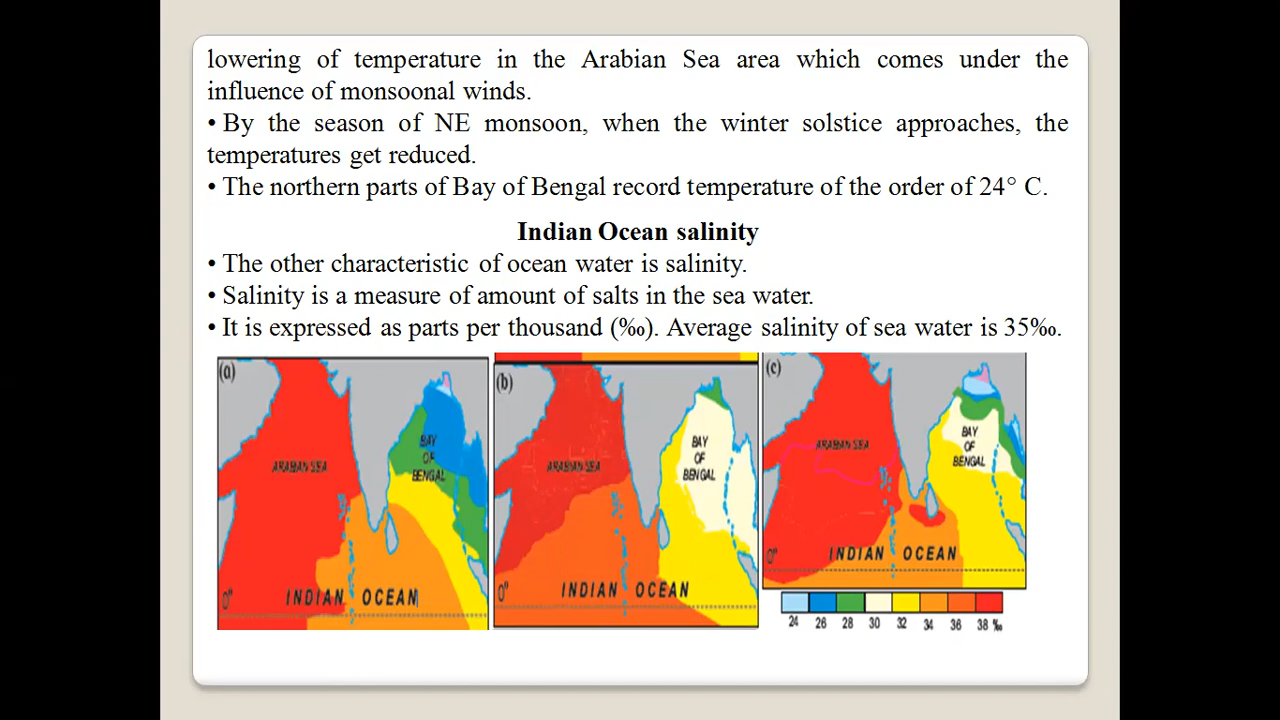 lowering of temperature in the Arabian Sea area which comes under the
influence of monsoonal winds.
• By the season of NE monsoon, when the winter solstice approaches, the
temperatures get reduced.
• The northern parts of Bay of Bengal record temperature of the order of 24° C.
Indian Ocean salinity
• The other characteristic of ocean water is salinity.
• Salinity is a measure of amount of salts in the sea water.
• It is expressed as parts per thousand (‰). Average salinity of sea water is 35‰.
(a)
ARABIAN SEA
BAY
OF
BENGAL
0°
INDIAN OCEAN
(b)
ARABIAN SEA
BAY
OF
BENGAL
0°
INDIAN OCEAN
(c)
ARABIAN SEA
BAY
OF
BENGAL
0°
INDIAN OCEAN
24 26 28 30 32 34 36 38 ‰